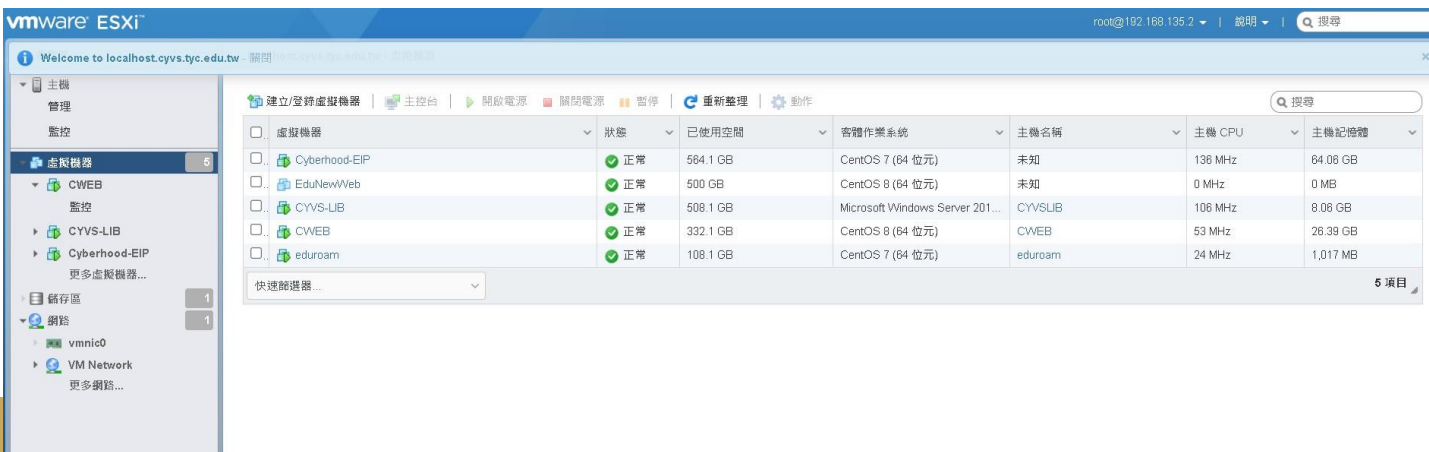 vmware ESXi™
root@192.168.135.2 | 說明 | 搜尋
Welcome to localhost.cyvs.tyc.edu.tw - 關閉
主機
管理
監控
虛擬機器 5
CWEB
監控
CYVS-LIB
Cyberhood-EIP
更多虛擬機器...
儲存區 1
網路 1
vmnic0
VM Network
更多網路...
建立/登錄虛擬機器 | 主控台 | 開啟電源 關閉電源 暫停 | 重新整理 | 動作 搜尋
虛擬機器 狀態 已使用空間 客體作業系統 主機名稱 主機 CPU 主機記憶體
Cyberhood-EIP 正常 564.1 GB CentOS 7 (64 位元) 未知 136 MHz 64.06 GB
EduNewWeb 正常 500 GB CentOS 8 (64 位元) 未知 0 MHz 0 MB
CYVS-LIB 正常 508.1 GB Microsoft Windows Server 201... CYVSLIB 106 MHz 8.06 GB
CWEB 正常 332.1 GB CentOS 8 (64 位元) CWEB 53 MHz 26.39 GB
eduroam 正常 108.1 GB CentOS 7 (64 位元) eduroam 24 MHz 1,017 MB
快速篩選器... 5 項目